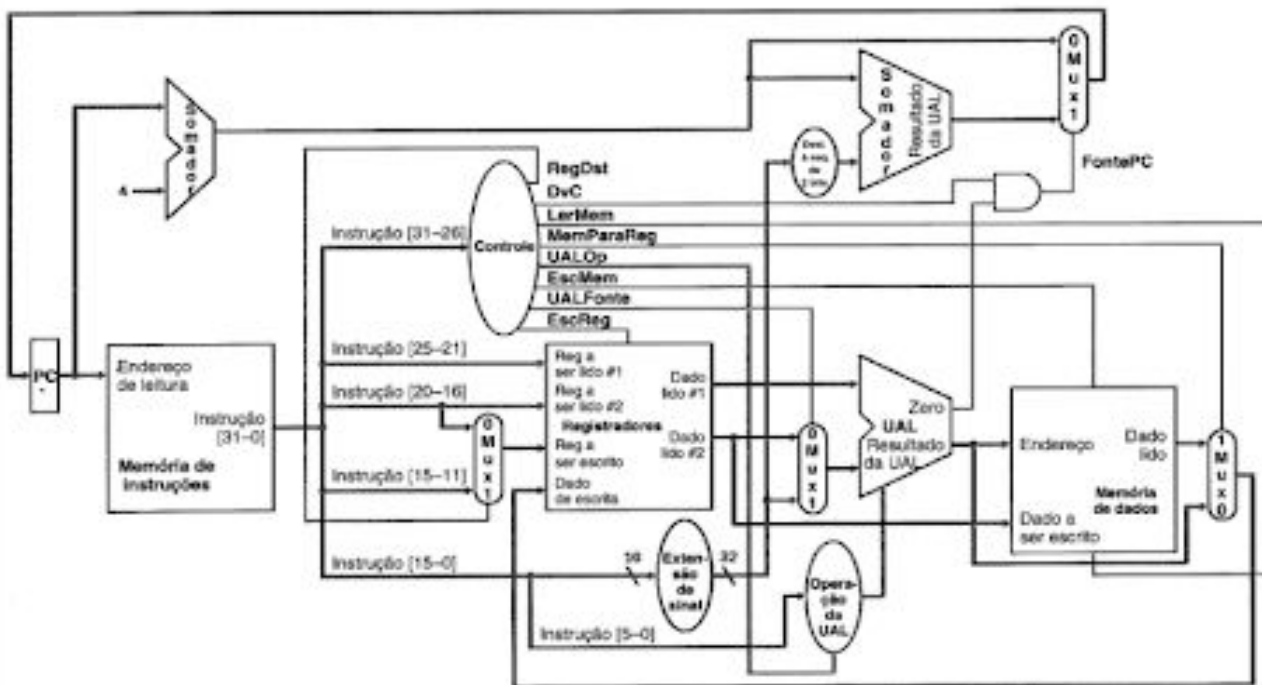 0
M
u
x
1
Somador
Somador
Resultado
da UAL
4
RegDst
DvC
LerMem
MemParaReg
UALOp
EscMem
UALFonte
EscReg
FontePC
Instrução [31–26]
Controle
PC
Endereço
de leitura
Instrução
[31–0]
Memória de
instruções
Instrução [25–21]
Instrução [20–16]
Instrução [15–11]
Instrução [15–0]
Instrução [5–0]
0
M
u
x
1
Reg a
ser lido #1
Reg a
ser lido #2
Registradores
Reg a
ser escrito
Dado
de escrita
Dado
lido #1
Dado
lido #2
16
Exten-
são de
sinal
32
0
M
u
x
1
Zero
UAL
Resultado
da UAL
Opera-
ção da
UAL
Endereço
Dado
lido
Memória
de dados
Dado a
ser escrito
1
M
u
x
0